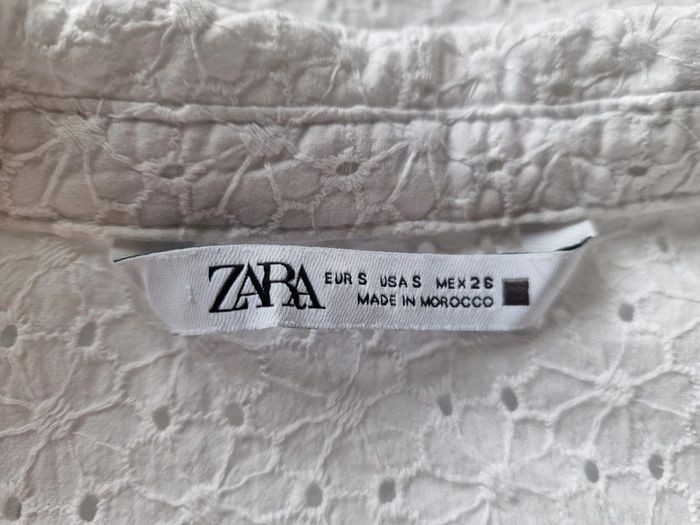 ZARA
EUR S USA S MEX 26
MADE IN MOROCCO